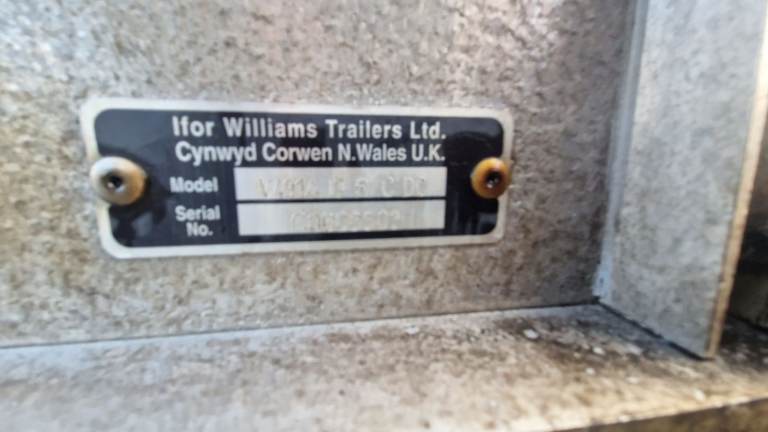 Ifor Williams Trailers Ltd.
Cynwyd Corwen N.Wales U.K.
Model
Serial
No.